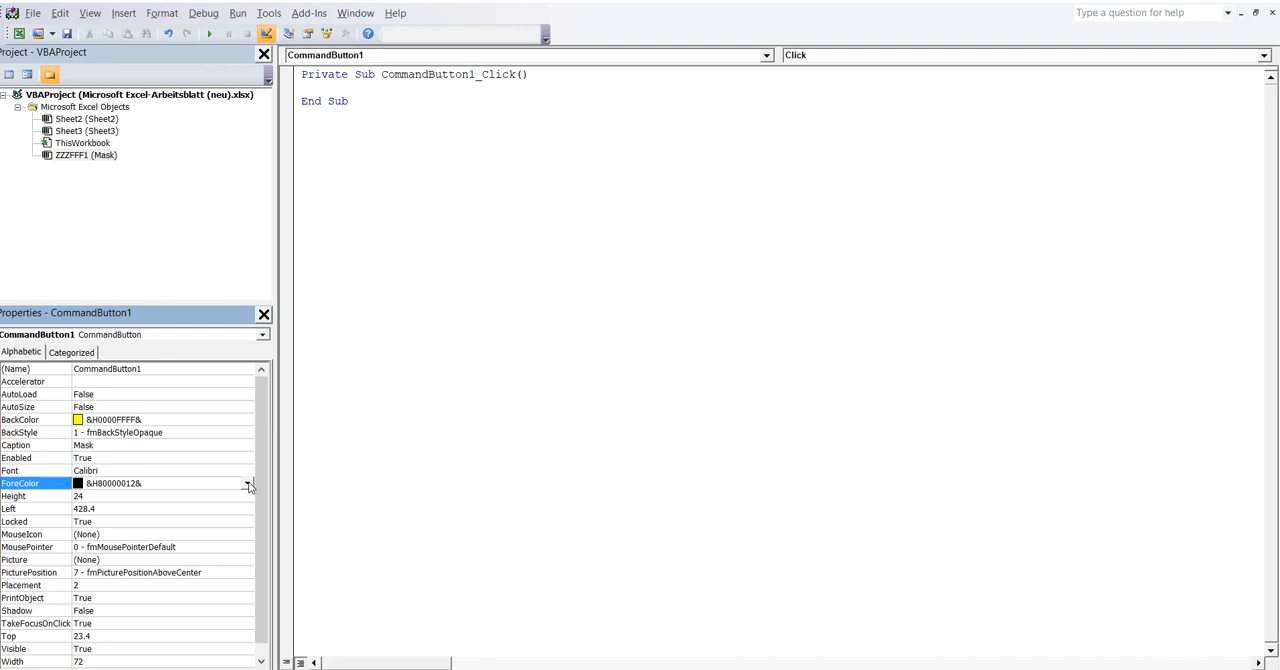 File Edit View Insert Format Debug Run Tools Add-Ins Window Help Type a question for help
Project - VBAProject
VBAProject (Microsoft Excel-Arbeitsblatt (neu).xlsx)
Microsoft Excel Objects
Sheet2 (Sheet2)
Sheet3 (Sheet3)
ThisWorkbook
ZZZFFF1 (Mask)
Properties - CommandButton1
CommandButton1 CommandButton
Alphabetic Categorized
(Name) CommandButton1
Accelerator
AutoLoad False
AutoSize False
BackColor &H0000FFFF&
BackStyle 1 - fmBackStyleOpaque
Caption Mask
Enabled True
Font Calibri
ForeColor &H80000012&
Height 24
Left 428.4
Locked True
MouseIcon (None)
MousePointer 0 - fmMousePointerDefault
Picture (None)
PicturePosition 7 - fmPicturePositionAboveCenter
Placement 2
PrintObject True
Shadow False
TakeFocusOnClick True
Top 23.4
Visible True
Width 72
CommandButton1 Click
Private Sub CommandButton1_Click()
End Sub